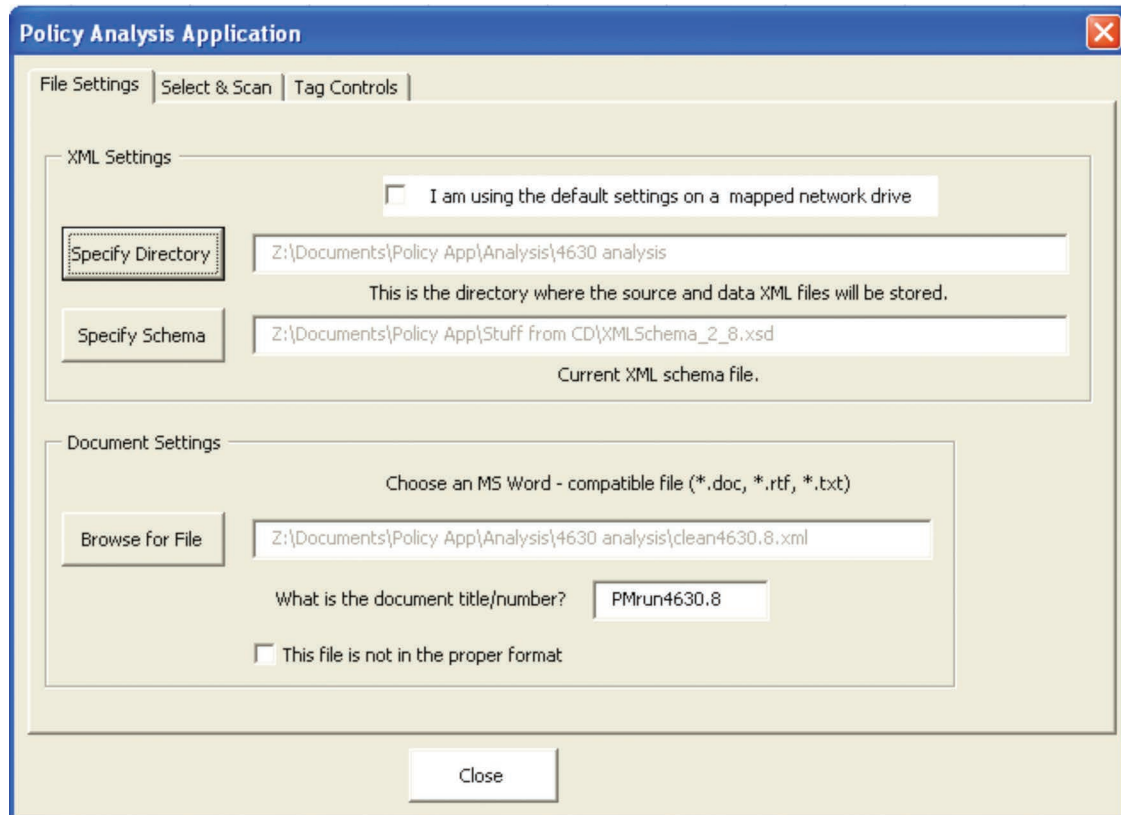 Policy Analysis Application
File Settings Select & Scan Tag Controls
XML Settings
I am using the default settings on a mapped network drive
Specify Directory Z:\Documents\Policy App\Analysis\4630 analysis
This is the directory where the source and data XML files will be stored.
Specify Schema Z:\Documents\Policy App\Stuff from CD\XMLSchema_2_8.xsd
Current XML schema file.
Document Settings
Choose an MS Word - compatible file (*.doc, *.rtf, *.txt)
Browse for File Z:\Documents\Policy App\Analysis\4630 analysis\clean4630.8.xml
What is the document title/number? PMrun4630.8
This file is not in the proper format
Close